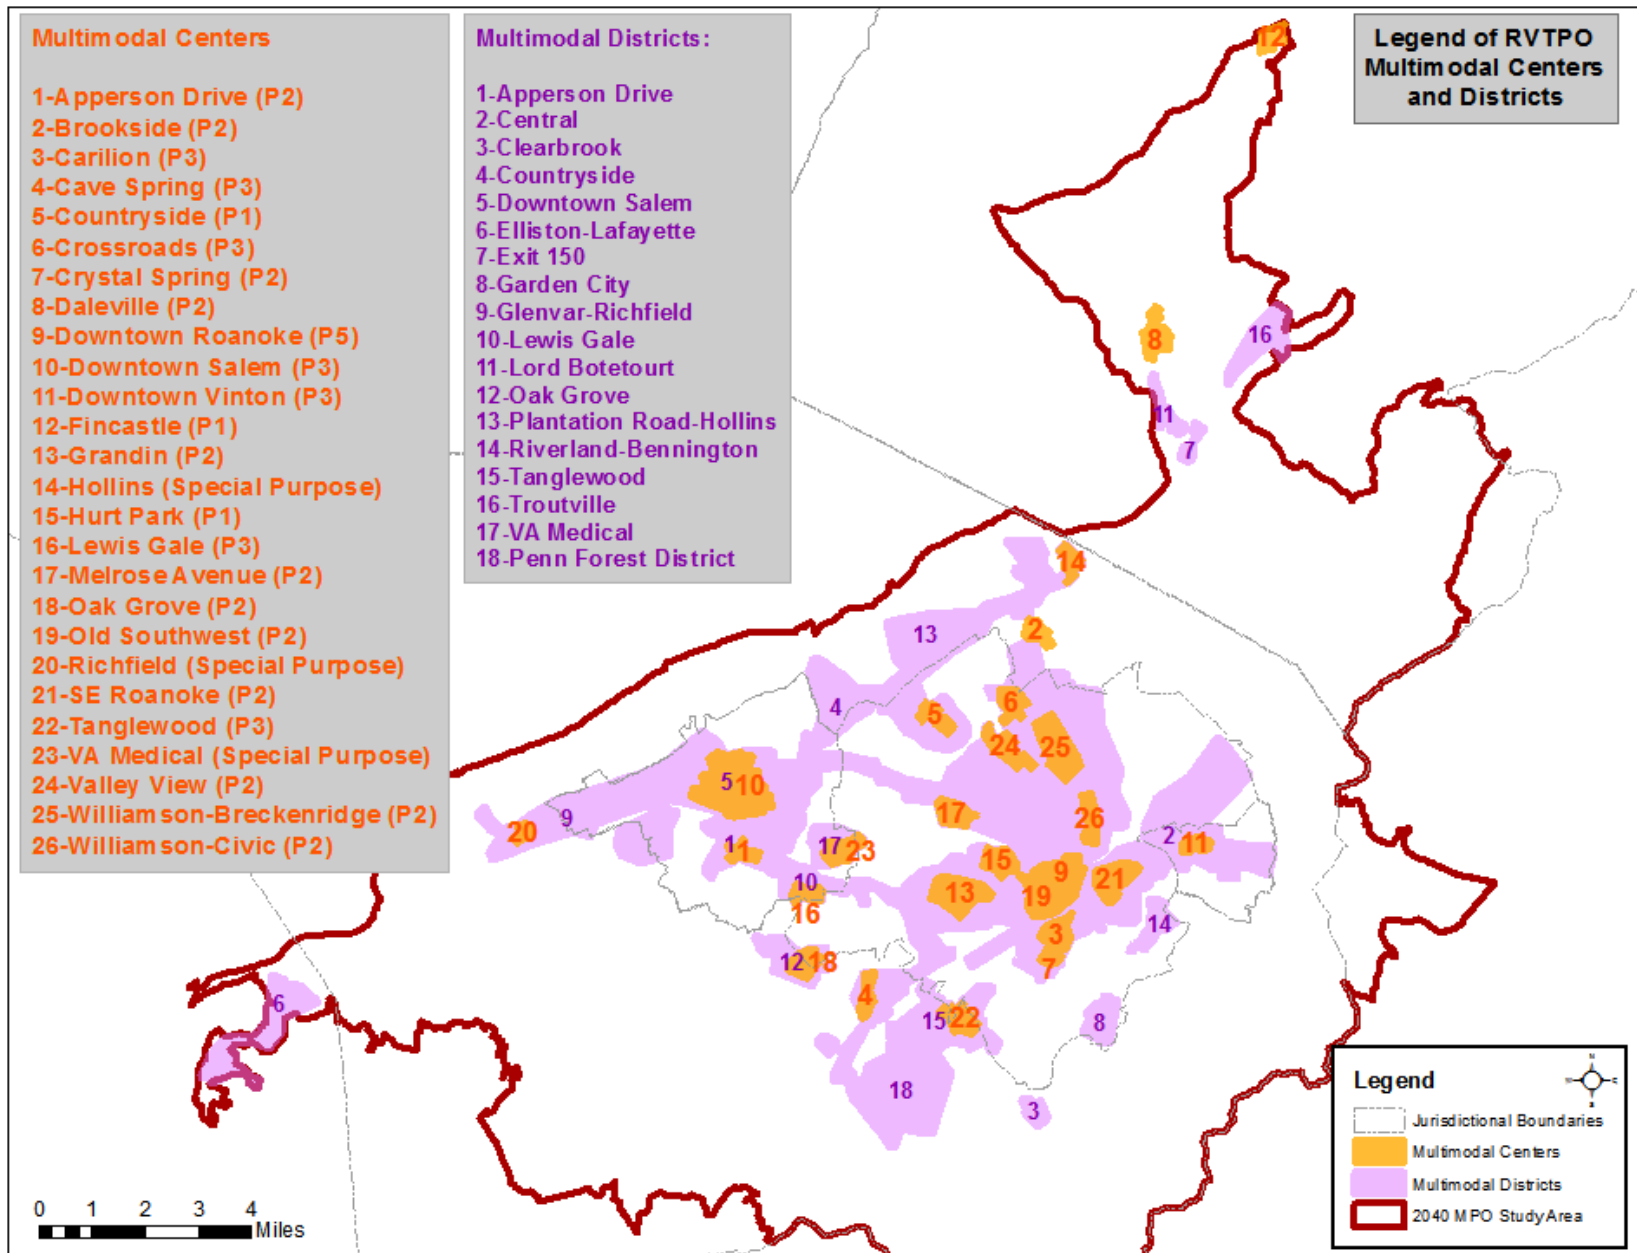 Multimodal Centers
1-Apperson Drive (P2)
2-Brookside (P2)
3-Carilion (P3)
4-Cave Spring (P3)
5-Countryside (P1)
6-Crossroads (P3)
7-Crystal Spring (P2)
8-Daleville (P2)
9-Downtown Roanoke (P5)
10-Downtown Salem (P3)
11-Downtown Vinton (P3)
12-Fincastle (P1)
13-Grandin (P2)
14-Hollins (Special Purpose)
15-Hurt Park (P1)
16-Lewis Gale (P3)
17-Melrose Avenue (P2)
18-Oak Grove (P2)
19-Old Southwest (P2)
20-Richfield (Special Purpose)
21-SE Roanoke (P2)
22-Tanglewood (P3)
23-VA Medical (Special Purpose)
24-Valley View (P2)
25-Williamson-Breckenridge (P2)
26-Williamson-Civic (P2)
Multimodal Districts:
1-Apperson Drive
2-Central
3-Clearbrook
4-Countryside
5-Downtown Salem
6-Elliston-Lafayette
7-Exit 150
8-Garden City
9-Glenvar-Richfield
10-Lewis Gale
11-Lord Botetourt
12-Oak Grove
13-Plantation Road-Hollins
14-Riverland-Bennington
15-Tanglewood
16-Troutville
17-VA Medical
18-Penn Forest District
Legend of RVTPO
Multimodal Centers
and Districts
12
16
8
11
7
14
2
13
6
4
5
24
25
5
10
17
26
20
9
1
1
17
23
2
11
15
9
21
10
13
19
16
14
3
12
18
7
4
6
15
22
8
18
3
0 1 2 3 4
Miles
Legend
N
Jurisdictional Boundaries
Multimodal Centers
Multimodal Districts
2040 MPO Study Area